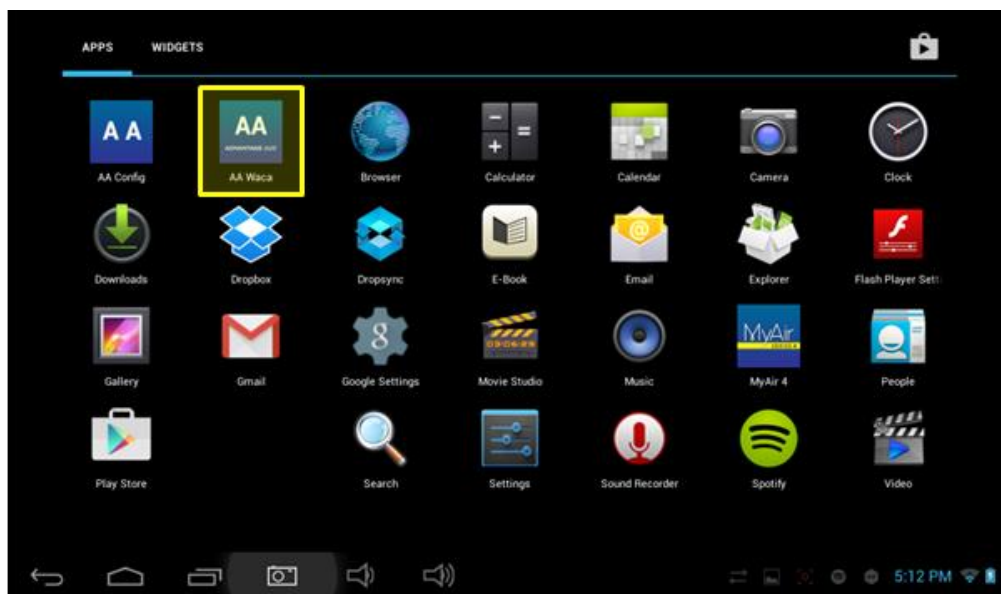 APPS WIDGETS
A A
AA
AA Config AA Waca Browser Calculator Calendar Camera Clock
@
Downloads Dropbox Dropsync E-Book Email Explorer Flash Player Sett
8
MyAir
Gallery Gmail Google Settings Movie Studio Music MyAir 4 People
Play Store Search Settings Sound Recorder Spotify Video
5:12 PM